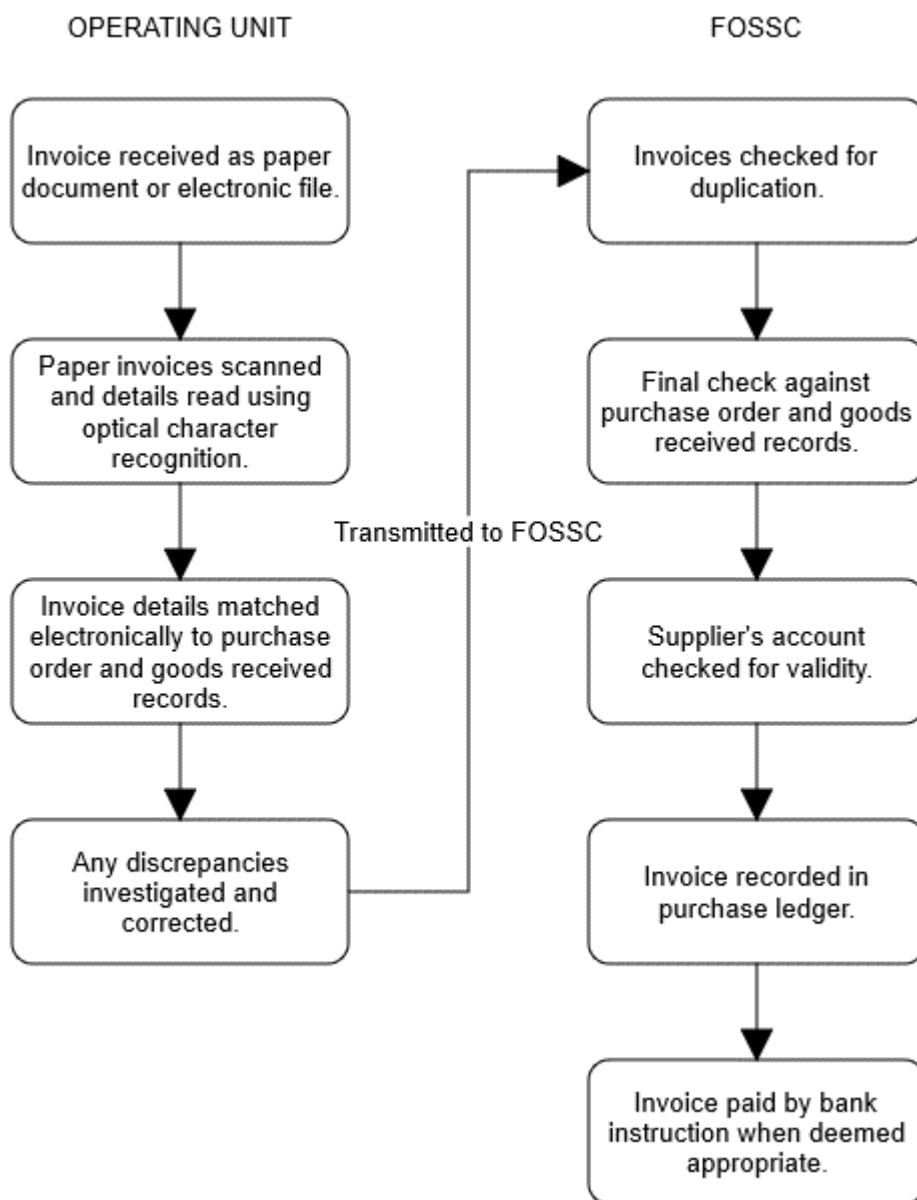 OPERATING UNIT
Invoice received as paper
document or electronic file.
Paper invoices scanned
and details read using
optical character
recognition.
Invoice details matched
electronically to purchase
order and goods received
records.
Any discrepancies
investigated and
corrected.
Transmitted to FOSSC
FOSSC
Invoices checked for
duplication.
Final check against
purchase order and goods
received records.
Supplier's account
checked for validity.
Invoice recorded in
purchase ledger.
Invoice paid by bank
instruction when deemed
appropriate.